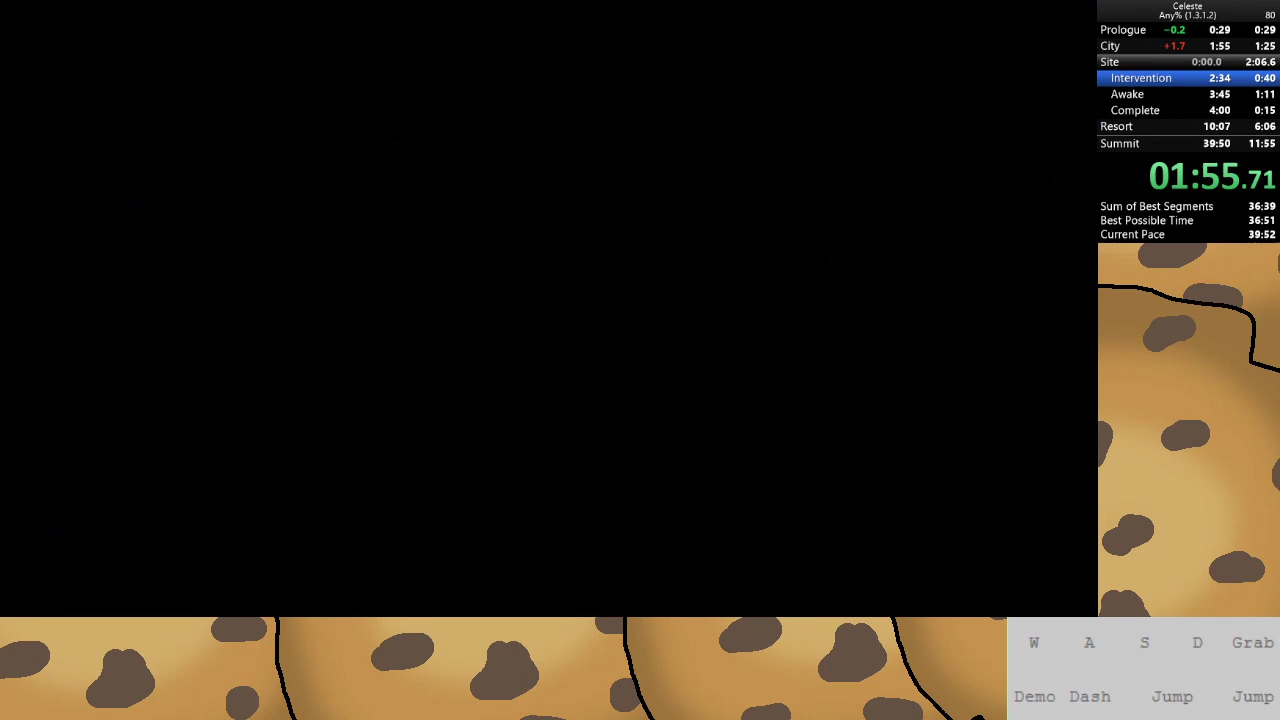 Celeste
Any% (1.3.1.2) 80
Prologue −0.2 0:29 0:29
City +1.7 1:55 1:25
Site 0:00.0 2:06.6
Intervention 2:34 0:40
Awake 3:45 1:11
Complete 4:00 0:15
Resort 10:07 6:06
Summit 39:50 11:55
01:55.71
Sum of Best Segments 36:39
Best Possible Time 36:51
Current Pace 39:52
W A S D Grab
Demo Dash Jump Jump